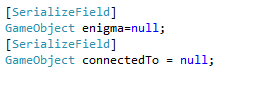 [SerializeField]
GameObject enigma=null;
[SerializeField]
GameObject connectedTo = null;